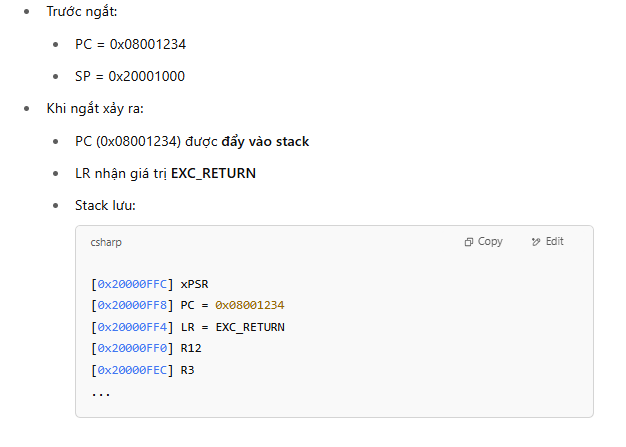 Trước ngắt:
PC = 0x08001234
SP = 0x20001000
Khi ngắt xảy ra:
PC (0x08001234) được đẩy vào stack
LR nhận giá trị EXC_RETURN
Stack lưu:
csharp Copy Edit
[0x20000FFC] xPSR
[0x20000FF8] PC = 0x08001234
[0x20000FF4] LR = EXC_RETURN
[0x20000FF0] R12
[0x20000FEC] R3
...